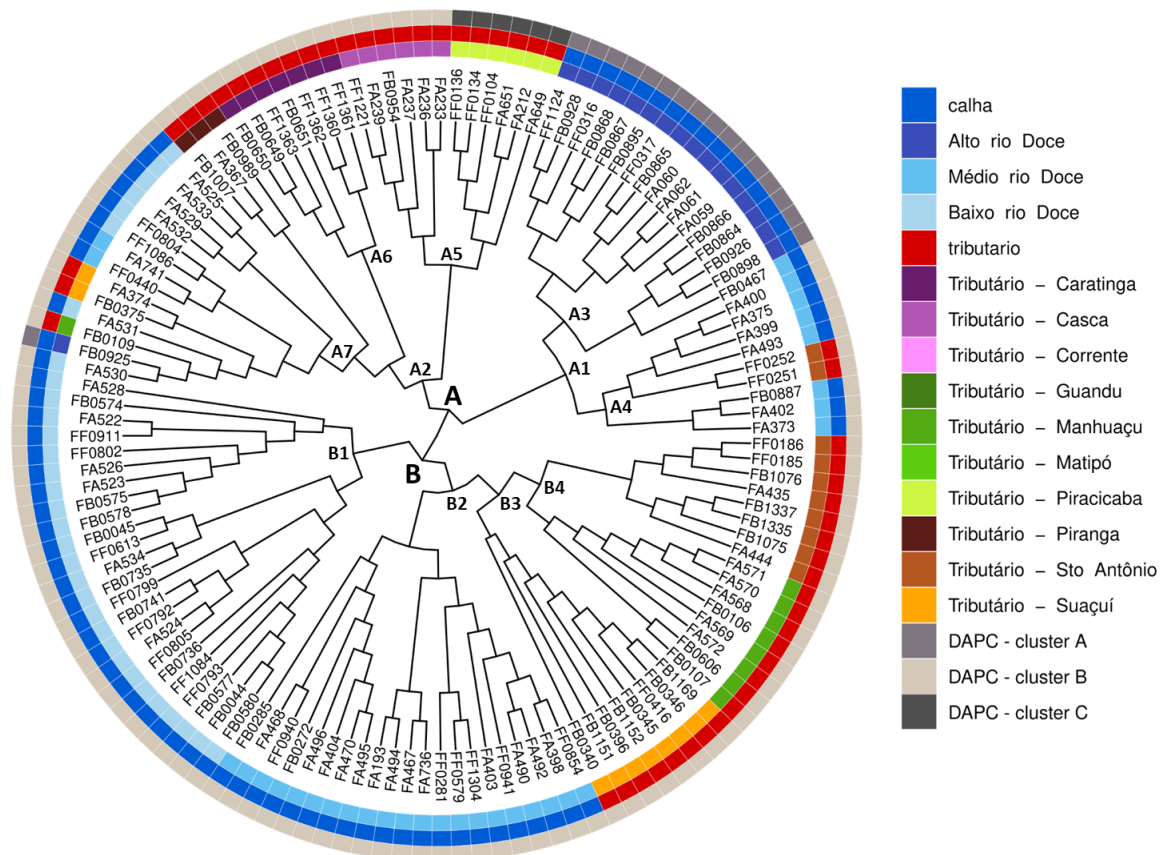 FF0136
FF0134
FF0104
FA651
FA212
FA649
FF1124
FB0928
FF0316
FB0868
FB0867
FB0895
FF0317
FB0865
FA060
FA062
FA061
FA059
FB0866
FB0864
FB0926
FB0898
FB0467
FA400
FA375
FA399
FA493
FF0252
FF0251
FB0887
FA402
FA373
FF0186
FF0185
FB1076
FA435
FB1337
FB1335
FB1075
FA444
FA571
FA570
FA568
FB0106
FA569
FA572
FB0606
FB0107
FB1169
FB0346
FF0416
FB0345
FB1152
FB0396
FB1151
FB0340
FF0854
FA398
FA492
FA490
FF0941
FA403
FF1304
FF0579
FF0281
FA736
FA467
FA494
FA193
FA495
FA470
FA404
FA496
FB0272
FF0940
FA468
FB0285
FB0580
FB0044
FB0577
FF0793
FF1084
FB0736
FF0805
FA524
FF0792
FB0741
FF0799
FB0735
FA534
FF0613
FB0045
FB0578
FB0575
FA523
FA526
FF0802
FF0911
FA522
FB0574
FA528
FA530
FB0925
FB0109
FA531
FB0375
FA374
FF0440
FA741
FF1086
FF0804
FA532
FA529
FA533
FA525
FB1007
FA367
FB0989
FB0650
FB0649
FF1363
FB0651
FF1362
FF1360
FF1361
FF1221
FA239
FB0954
FA237
FA236
FA233
A6
A5
A3
A7
A2
A1
A
A4
B1
B
B2
B3
B4
calha
Alto rio Doce
Médio rio Doce
Baixo rio Doce
tributario
Tributário – Caratinga
Tributário – Casca
Tributário – Corrente
Tributário – Guandu
Tributário – Manhuaçu
Tributário – Matipó
Tributário – Piracicaba
Tributário – Piranga
Tributário – Sto Antônio
Tributário – Suaçuí
DAPC - cluster A
DAPC - cluster B
DAPC - cluster C